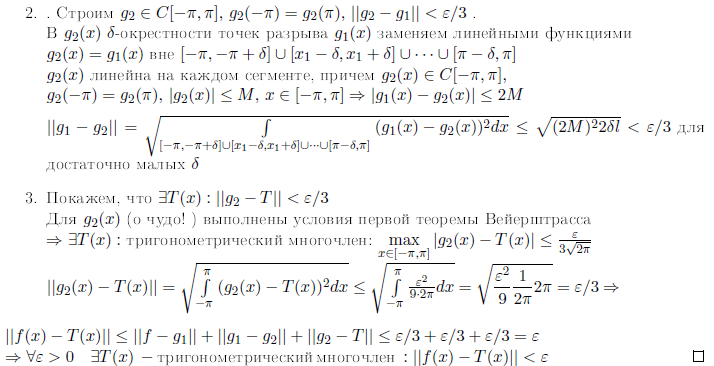 2. . Строим g₂ ∈ C[−π, π], g₂(−π) = g₂(π), ||g₂ − g₁|| < ε/3 .
В g₂(x) δ-окрестности точек разрыва g₁(x) заменяем линейными функциями
g₂(x) = g₁(x) вне [−π, −π + δ] ∪ [x₁ − δ, x₁ + δ] ∪ ⋯ ∪ [π − δ, π]
g₂(x) линейна на каждом сегменте, причем g₂(x) ∈ C[−π, π],
g₂(−π) = g₂(π), |g₂(x)| ≤ M, x ∈ [−π, π] ⇒ |g₁(x) − g₂(x)| ≤ 2M
||g₁ − g₂|| = √(∫_{[−π,−π+δ]∪[x₁−δ,x₁+δ]∪⋯∪[π−δ,π]} (g₁(x) − g₂(x))²dx) ≤ √((2M)²2δl) < ε/3 для
достаточно малых δ
3. Покажем, что ∃T(x) : ||g₂ − T|| < ε/3
Для g₂(x) (о чудо! ) выполнены условия первой теоремы Вейерштрасса
⇒ ∃T(x) : тригонометрический многочлен: max_{x∈[−π,π]} |g₂(x) − T(x)| ≤ ε/(3√(2π))
||g₂(x) − T(x)|| = √(∫_{−π}^{π} (g₂(x) − T(x))²dx) ≤ √(∫_{−π}^{π} ε²/(9·2π) dx) = √((ε²/9)(1/2π)2π) = ε/3 ⇒
||f(x) − T(x)|| ≤ ||f − g₁|| + ||g₁ − g₂|| + ||g₂ − T|| ≤ ε/3 + ε/3 + ε/3 = ε
⇒ ∀ε > 0 ∃T(x) − тригонометрический многочлен : ||f(x) − T(x)|| < ε □